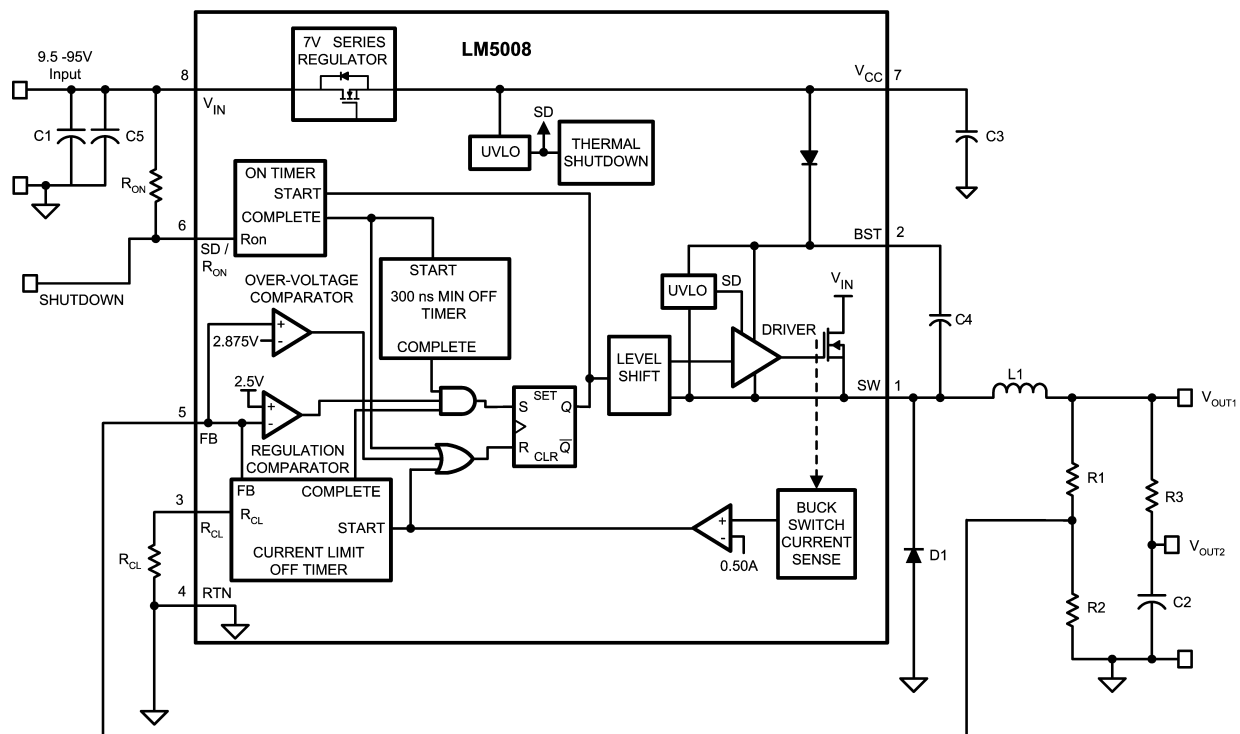 LM5008
7V SERIES
REGULATOR
9.5 -95V
Input
8
V_IN
V_CC
7
C1
C5
C3
SD
UVLO
THERMAL
SHUTDOWN
R_ON
ON TIMER
START
COMPLETE
Ron
6
SD /
R_ON
SHUTDOWN
BST
2
OVER-VOLTAGE
COMPARATOR
START
300 ns MIN OFF
TIMER
COMPLETE
UVLO
SD
V_IN
DRIVER
C4
+
2.875V
-
LEVEL
SHIFT
SW
1
L1
V_OUT1
2.5V
+
-
5
FB
REGULATION
COMPARATOR
S
SET
Q
R
CLR
Q̅
R1
R3
V_OUT2
FB
COMPLETE
3
R_CL
R_CL
START
CURRENT LIMIT
OFF TIMER
R_CL
+
-
0.50A
BUCK
SWITCH
CURRENT
SENSE
D1
R2
C2
4
RTN